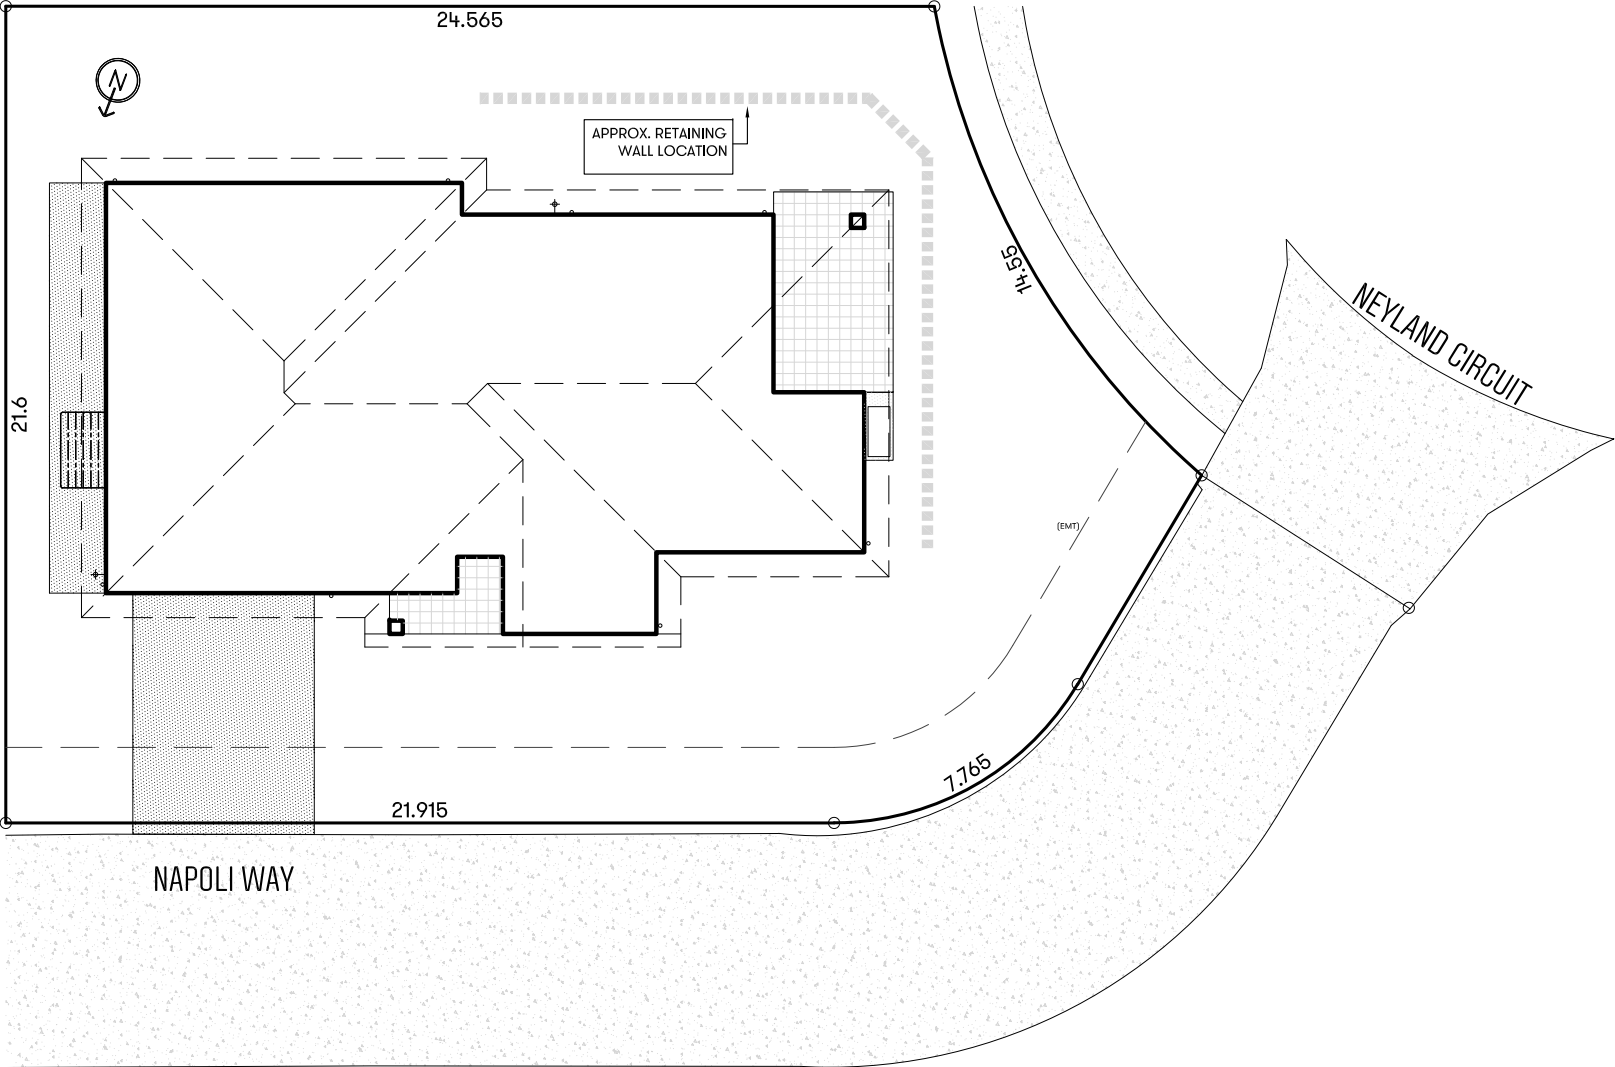 24.565
N
APPROX. RETAINING
WALL LOCATION
14.55
NEYLAND CIRCUIT
21.6
(EMT)
7.765
21.915
NAPOLI WAY